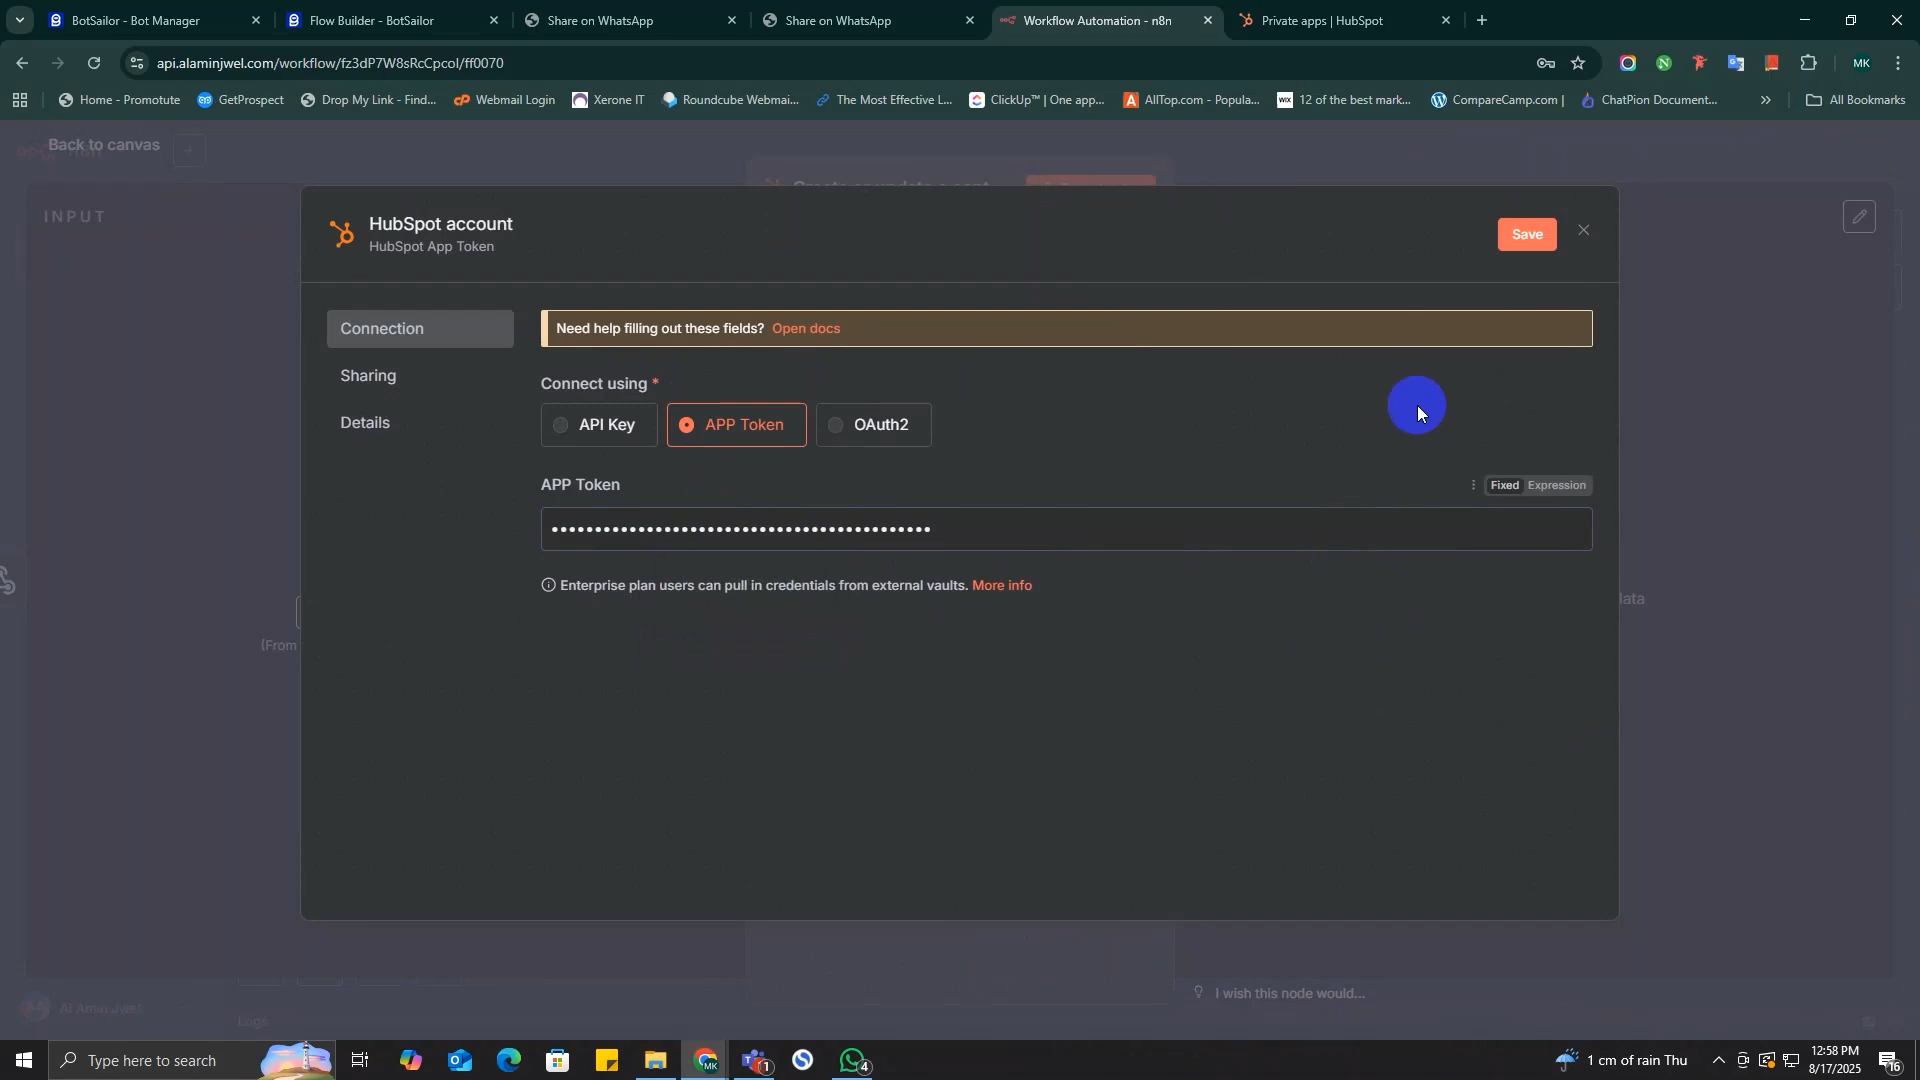 BotSailor - Bot Manager
Flow Builder - BotSailor
Share on WhatsApp
Share on WhatsApp
Workflow Automation - n8n
Private apps | HubSpot
api.alaminjwel.com/workflow/fz3dP7W8sRcCpcol/ff0070
MK
Home - Promotute
GetProspect
Drop My Link - Find...
Webmail Login
Xerone IT
Roundcube Webmai...
The Most Effective L...
ClickUp™ | One app...
AllTop.com - Popula...
12 of the best mark...
CompareCamp.com |
ChatPion Document...
All Bookmarks
Back to canvas
INPUT
HubSpot account
HubSpot App Token
Save
Connection
Sharing
Details
Need help filling out these fields? Open docs
Connect using *
API Key
APP Token
OAuth2
APP Token
Fixed
Expression
Enterprise plan users can pull in credentials from external vaults. More info
(From
I wish this node would...
Al Amin Jwel
Logs
Type here to search
1 cm of rain Thu
12:58 PM
8/17/2025